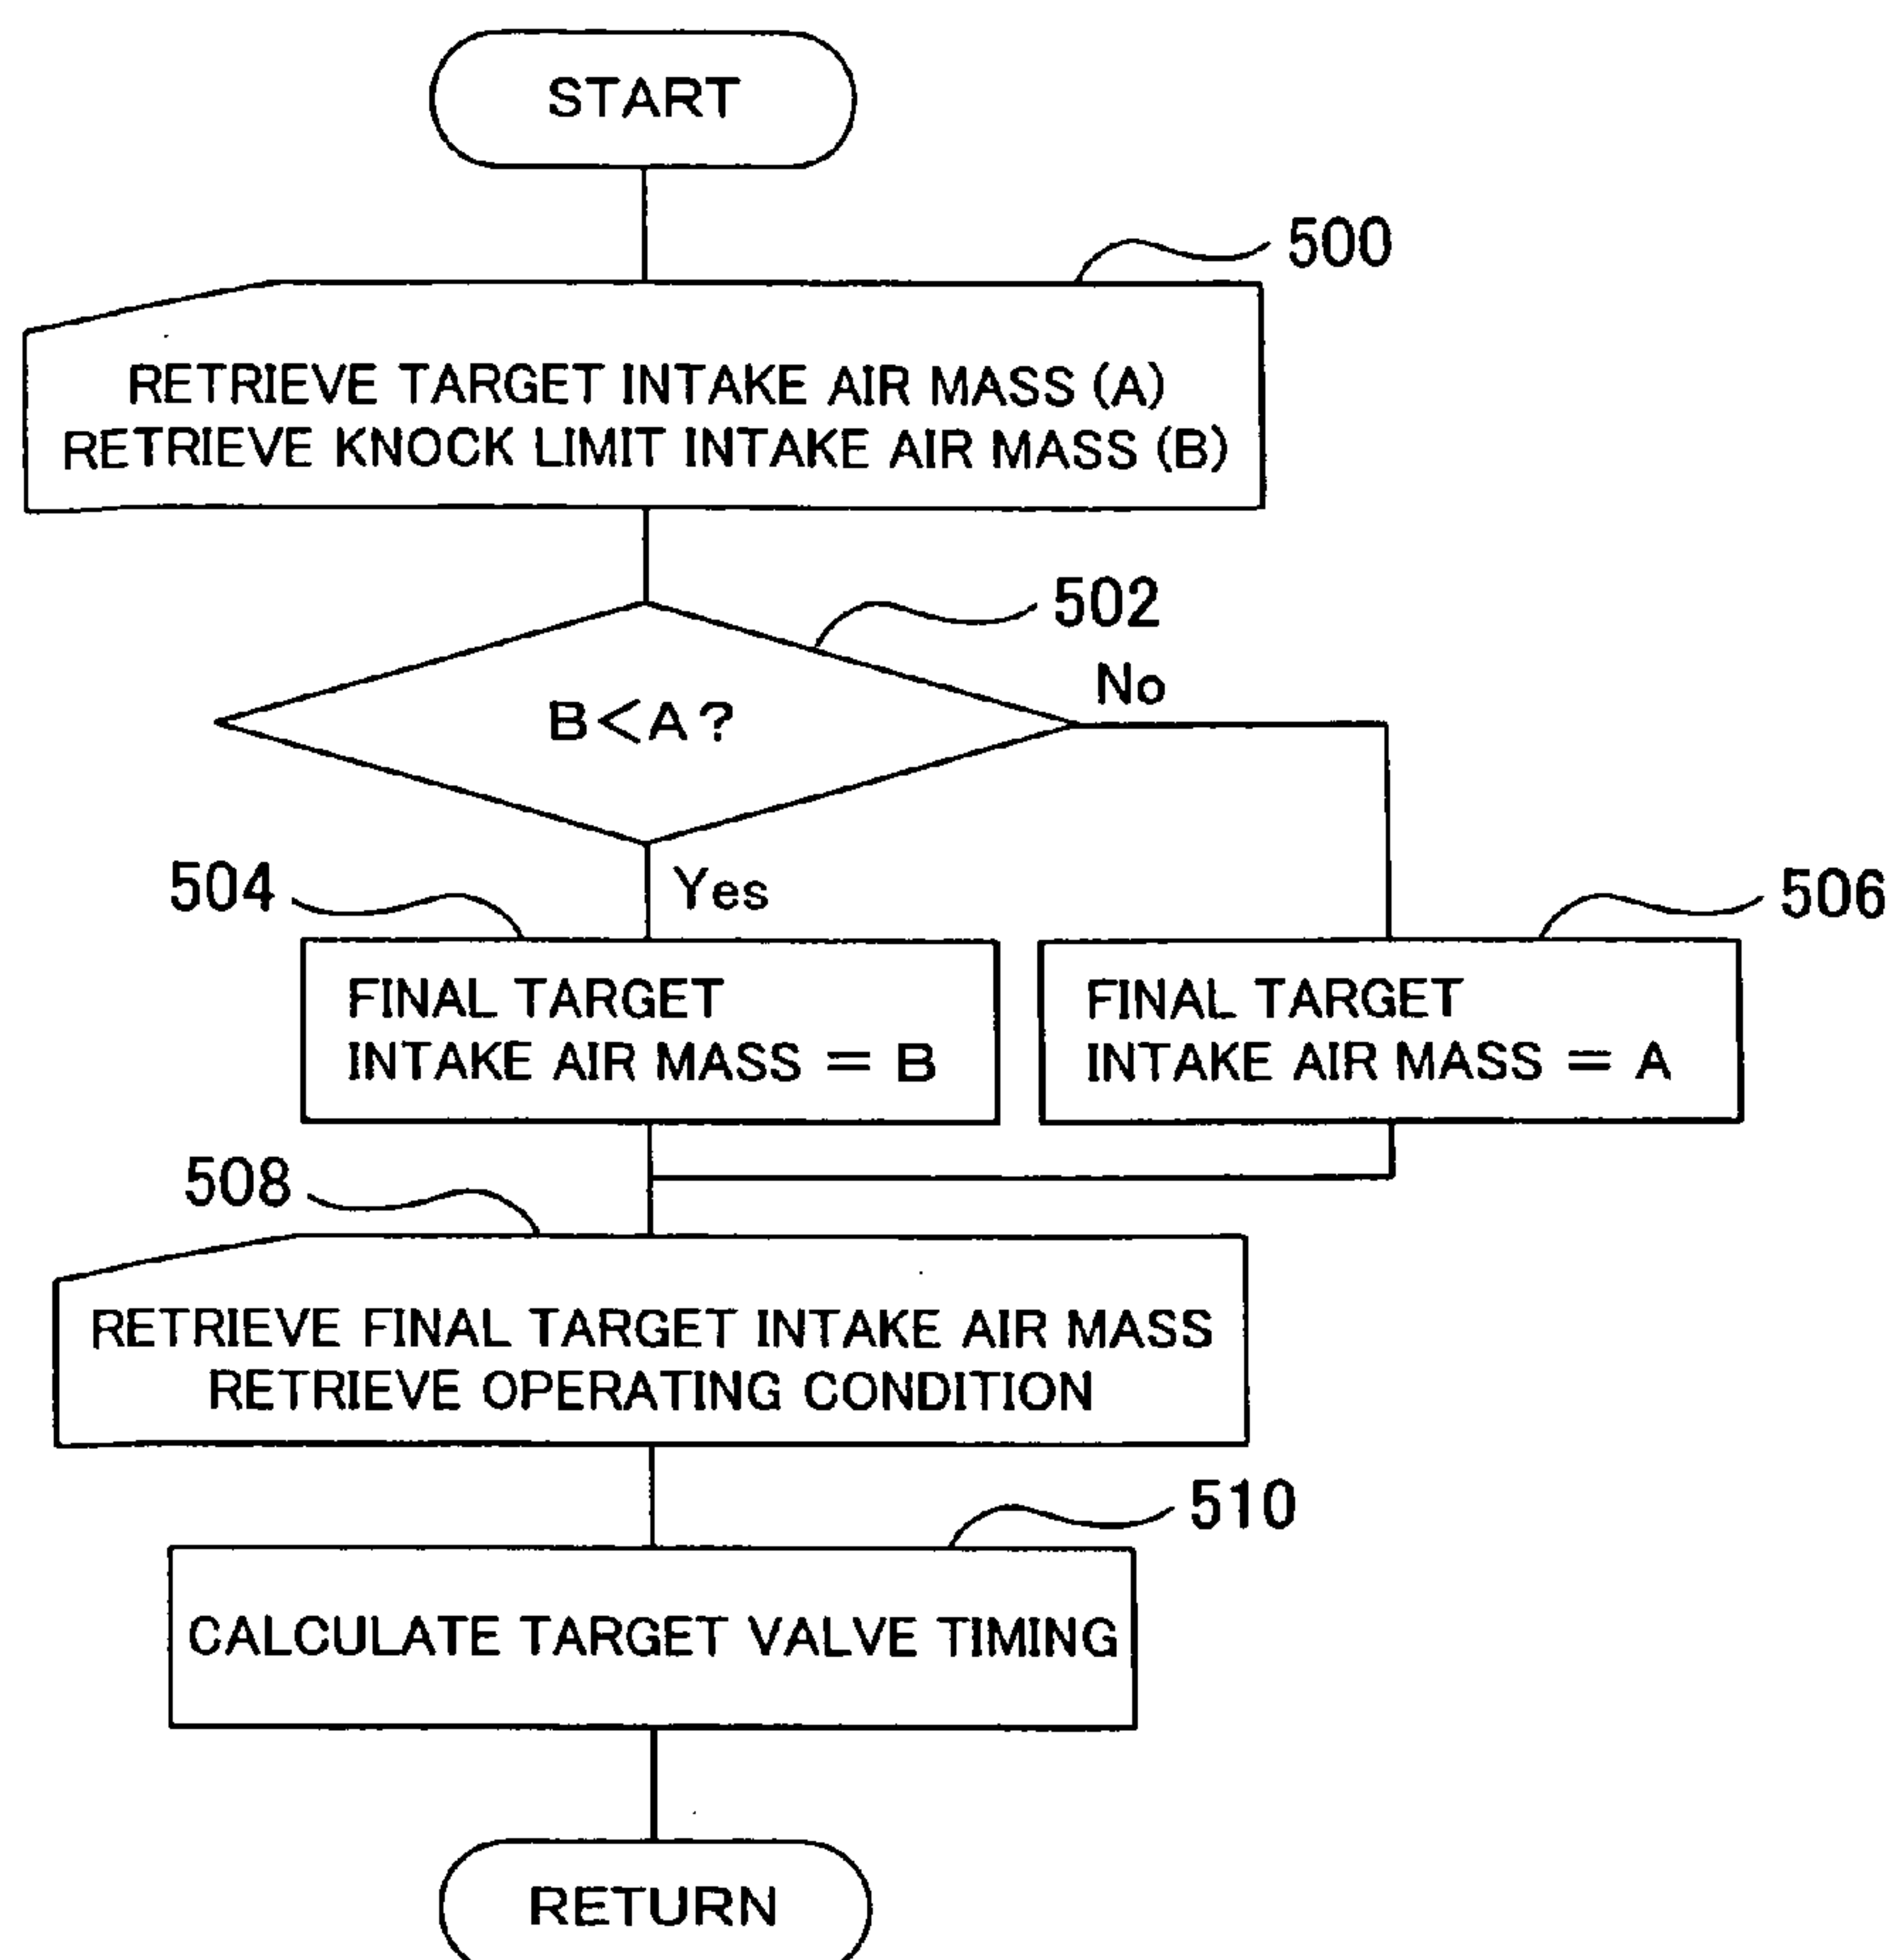 START
500
RETRIEVE TARGET INTAKE AIR MASS (A)
RETRIEVE KNOCK LIMIT INTAKE AIR MASS (B)
502
B<A?
No
Yes
504
FINAL TARGET
INTAKE AIR MASS = B
506
FINAL TARGET
INTAKE AIR MASS = A
508
RETRIEVE FINAL TARGET INTAKE AIR MASS
RETRIEVE OPERATING CONDITION
510
CALCULATE TARGET VALVE TIMING
RETURN